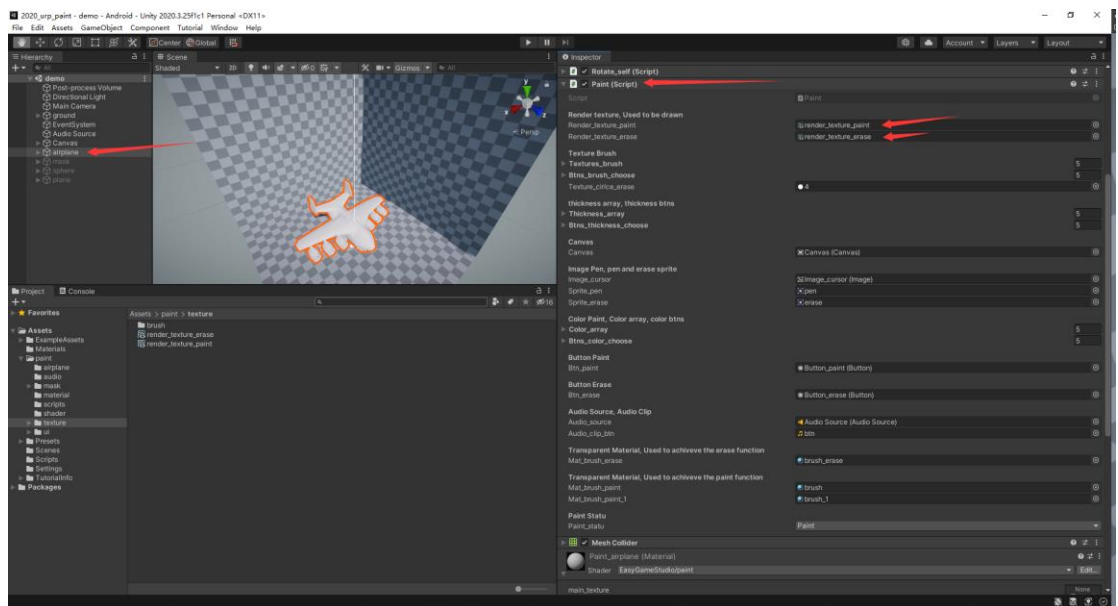 2020_urp_paint - demo - Android - Unity 2020.3.25f1c1 Personal <DX11>
File Edit Assets GameObject Component Tutorial Window Help
Center Global
Account Layers Layout
Hierarchy
All
demo
Post-process Volume
Directional Light
Main Camera
ground
EventSystem
Audio Source
Canvas
airplane
mask
sphere
plane
Scene
Shaded 2D 0 Gizmos All
y
x
Persp
Project Console
16
Favorites
Assets
ExampleAssets
Materials
paint
airplane
audio
mask
material
scripts
shader
texture
ui
Presets
Scenes
Scripts
Settings
TutorialInfo
Packages
Assets > paint > texture
brush
render_texture_erase
render_texture_paint
Inspector
Rotate_self (Script)
Paint (Script)
Script Paint
Render texture, Used to be drawn
Render_texture_paint render_texture_paint
Render_texture_erase render_texture_erase
Texture Brush
Textures_brush 5
Btns_brush_choose 5
Texture_cirlce_erase 4
thickness array, thickness btns
Thickness_array 5
Btns_thickness_choose 5
Canvas
Canvas Canvas (Canvas)
Image Pen, pen and erase sprite
Image_cursor Image_cursor (Image)
Sprite_pen pen
Sprite_erase erase
Color Paint, Color array, color btns
Color_array 5
Btns_color_choose 5
Button Paint
Btn_paint Button_paint (Button)
Button Erase
Btn_erase Button_erase (Button)
Audio Source, Audio Clip
Audio_source Audio Source (Audio Source)
Audio_clip_btn btn
Transparent Material, Used to achiveve the erase function
Mat_brush_erase brush_erase
Transparent Material, Used to achiveve the paint function
Mat_brush_paint brush
Mat_brush_paint_1 brush_1
Paint Statu
Paint_statu Paint
Mesh Collider
Paint_airplane (Material)
Shader EasyGameStudio/paint Edit...
main_texture None